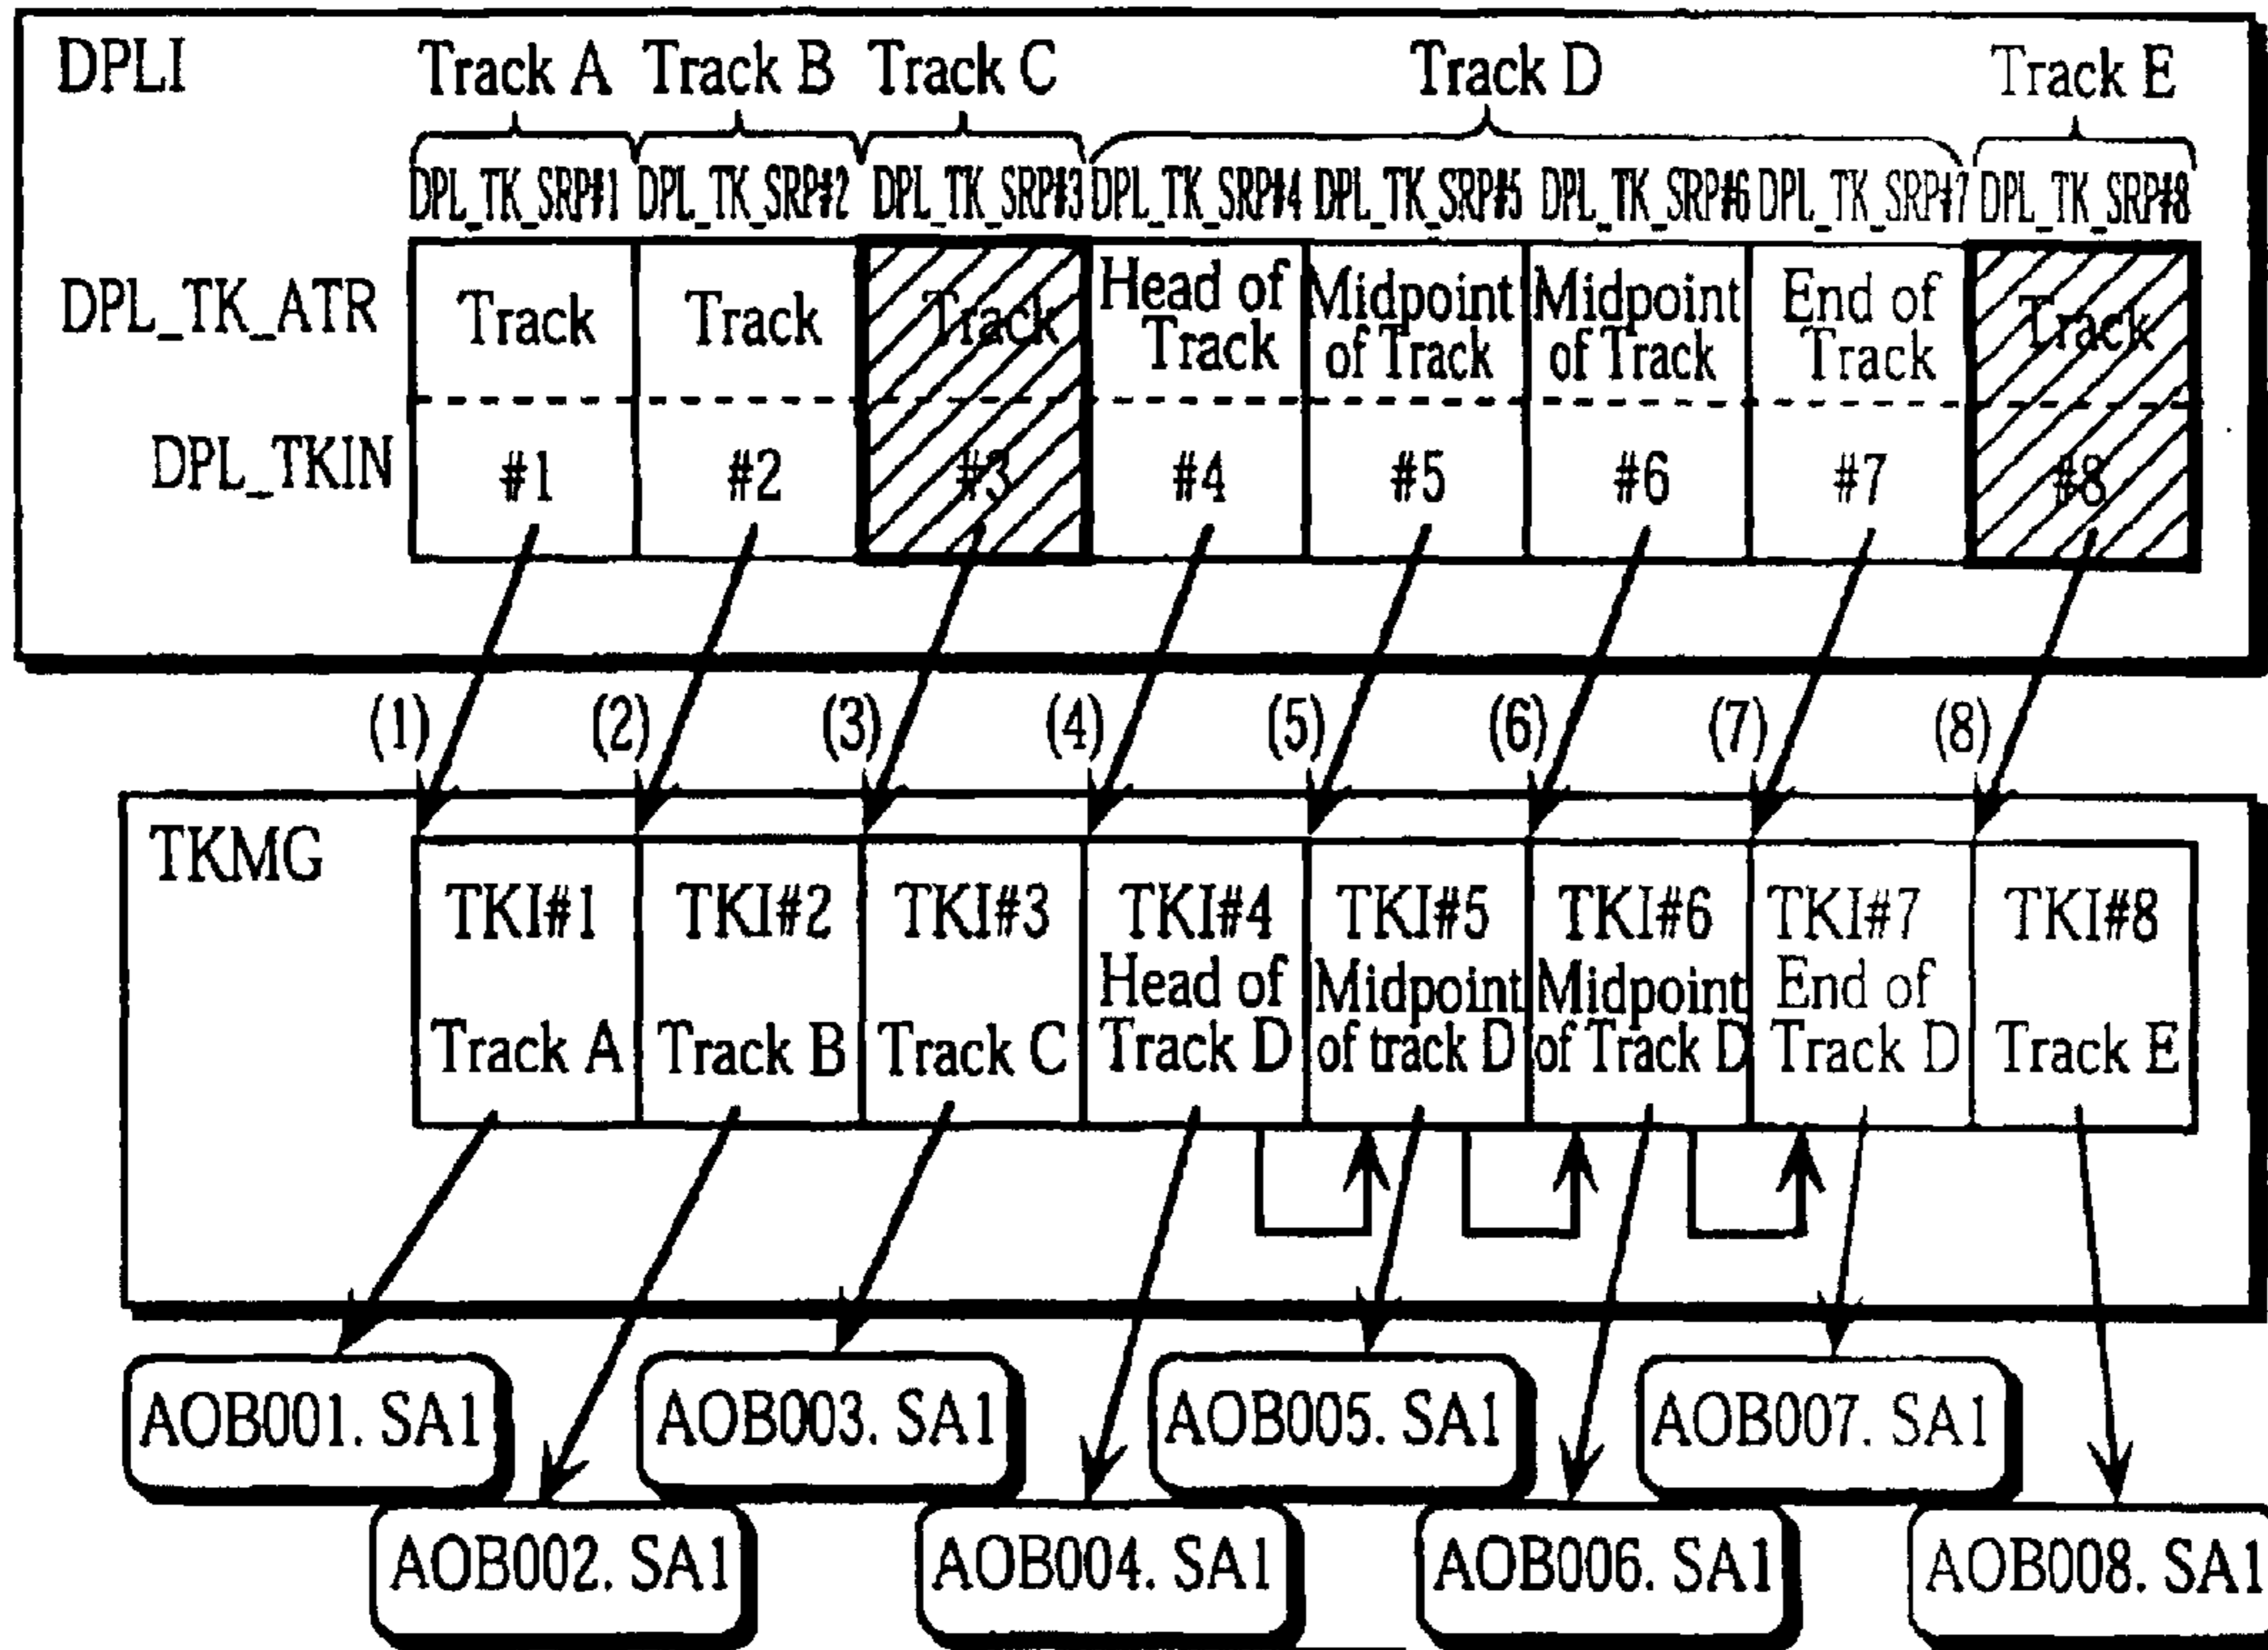 DPLI
Track A Track B Track C Track D Track E
DPL_TK_SRP#1 DPL_TK_SRP#2 DPL_TK_SRP#3 DPL_TK_SRP#4 DPL_TK_SRP#5 DPL_TK_SRP#6 DPL_TK_SRP#7 DPL_TK_SRP#8
DPL_TK_ATR
Track
Track
Track
Head of
Track
Midpoint
of Track
Midpoint
of Track
End of
Track
Track
DPL_TKIN
#1 #2 #3 #4 #5 #6 #7 #8
(1) (2) (3) (4) (5) (6) (7) (8)
TKMG
TKI#1
Track A
TKI#2
Track B
TKI#3
Track C
TKI#4
Head of
Track D
TKI#5
Midpoint
of track D
TKI#6
Midpoint
of Track D
TKI#7
End of
Track D
TKI#8
Track E
AOB001. SA1 AOB003. SA1 AOB005. SA1 AOB007. SA1
AOB002. SA1 AOB004. SA1 AOB006. SA1 AOB008. SA1